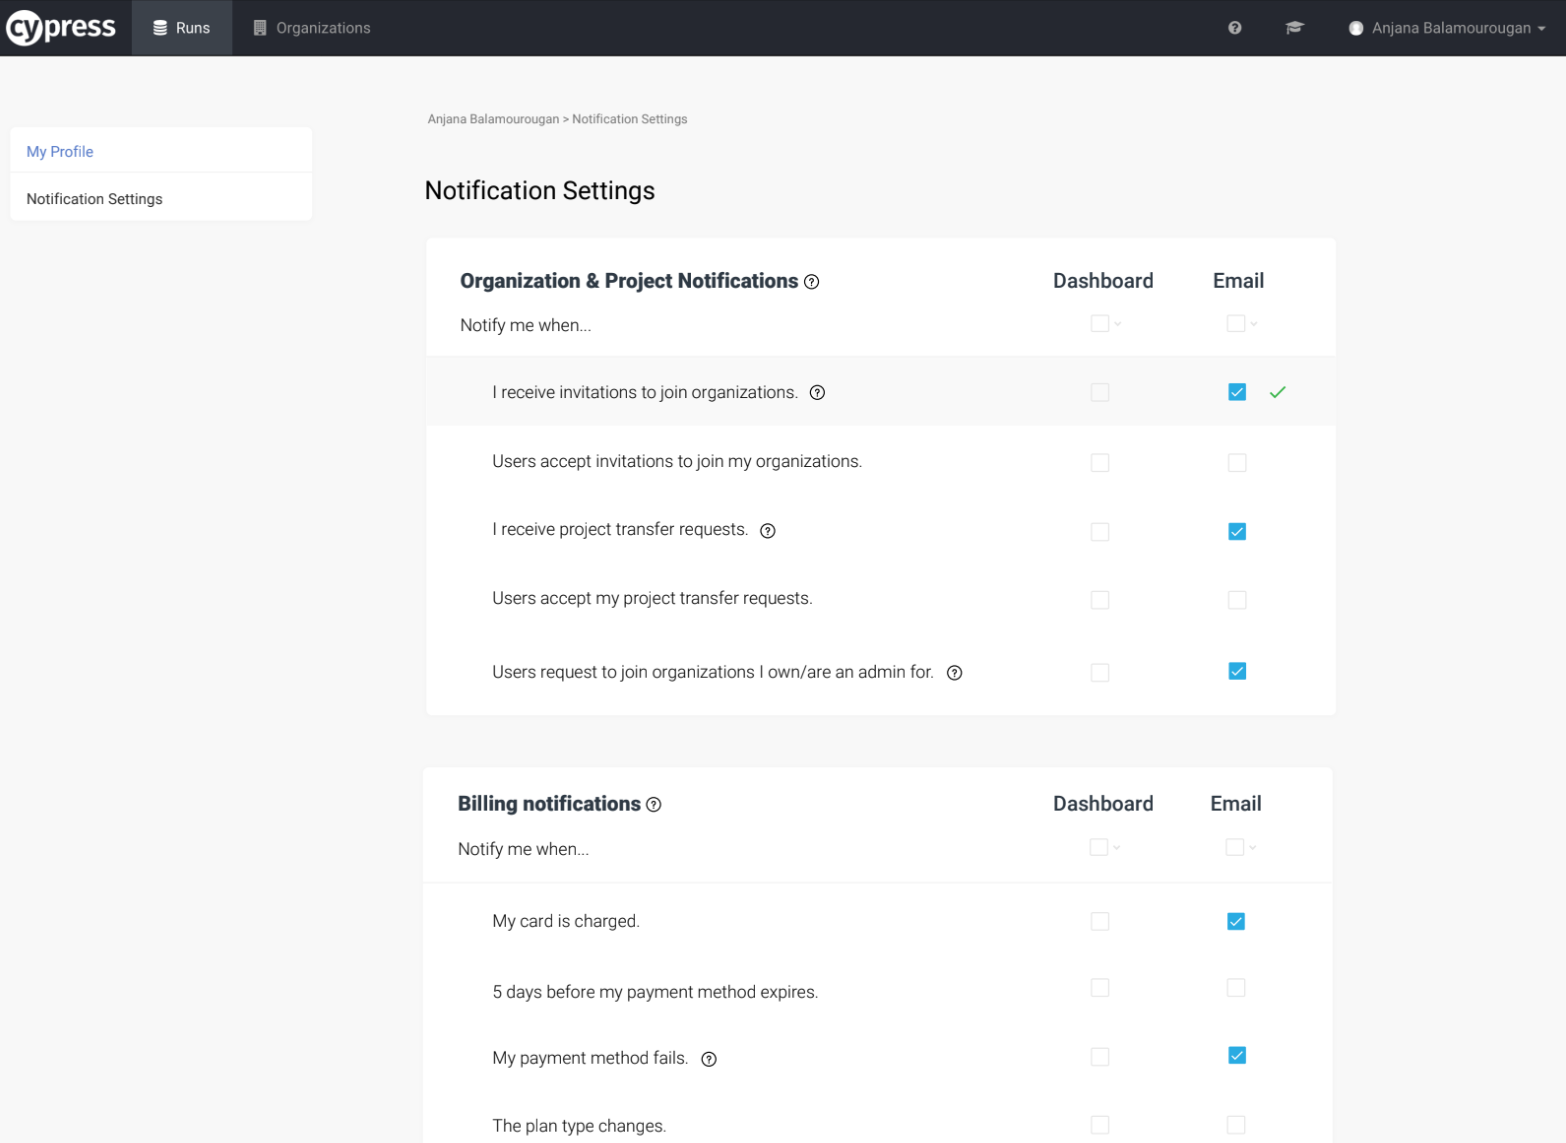 cypress Runs Organizations Anjana Balamourougan
Anjana Balamourougan > Notification Settings
My Profile
Notification Settings
Notification Settings
Organization & Project Notifications Dashboard Email
Notify me when...
I receive invitations to join organizations.
Users accept invitations to join my organizations.
I receive project transfer requests.
Users accept my project transfer requests.
Users request to join organizations I own/are an admin for.
Billing notifications Dashboard Email
Notify me when...
My card is charged.
5 days before my payment method expires.
My payment method fails.
The plan type changes.